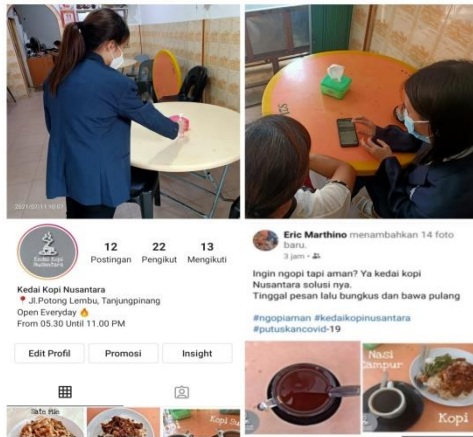 2021/07/11 10:01
Kedai Kopi
Nusantara
12
Postingan
22
Pengikut
13
Mengikuti
Kedai Kopi Nusantara
Jl.Potong Lembu, Tanjungpinang
Open Everyday
From 05.30 Until 11.00 PM
Edit Profil
Promosi
Insight
Sate Mie
Kopi
Eric Marthino menambahkan 14 foto
baru.
3 jam
Ingin ngopi tapi aman? Ya kedai kopi
Nusantara solusi nya.
Tinggal pesan lalu bungkus dan bawa pulang
#ngopiaman #kedaikopinusantara
#putuskancovid-19
Nasi
Campur
Kopi